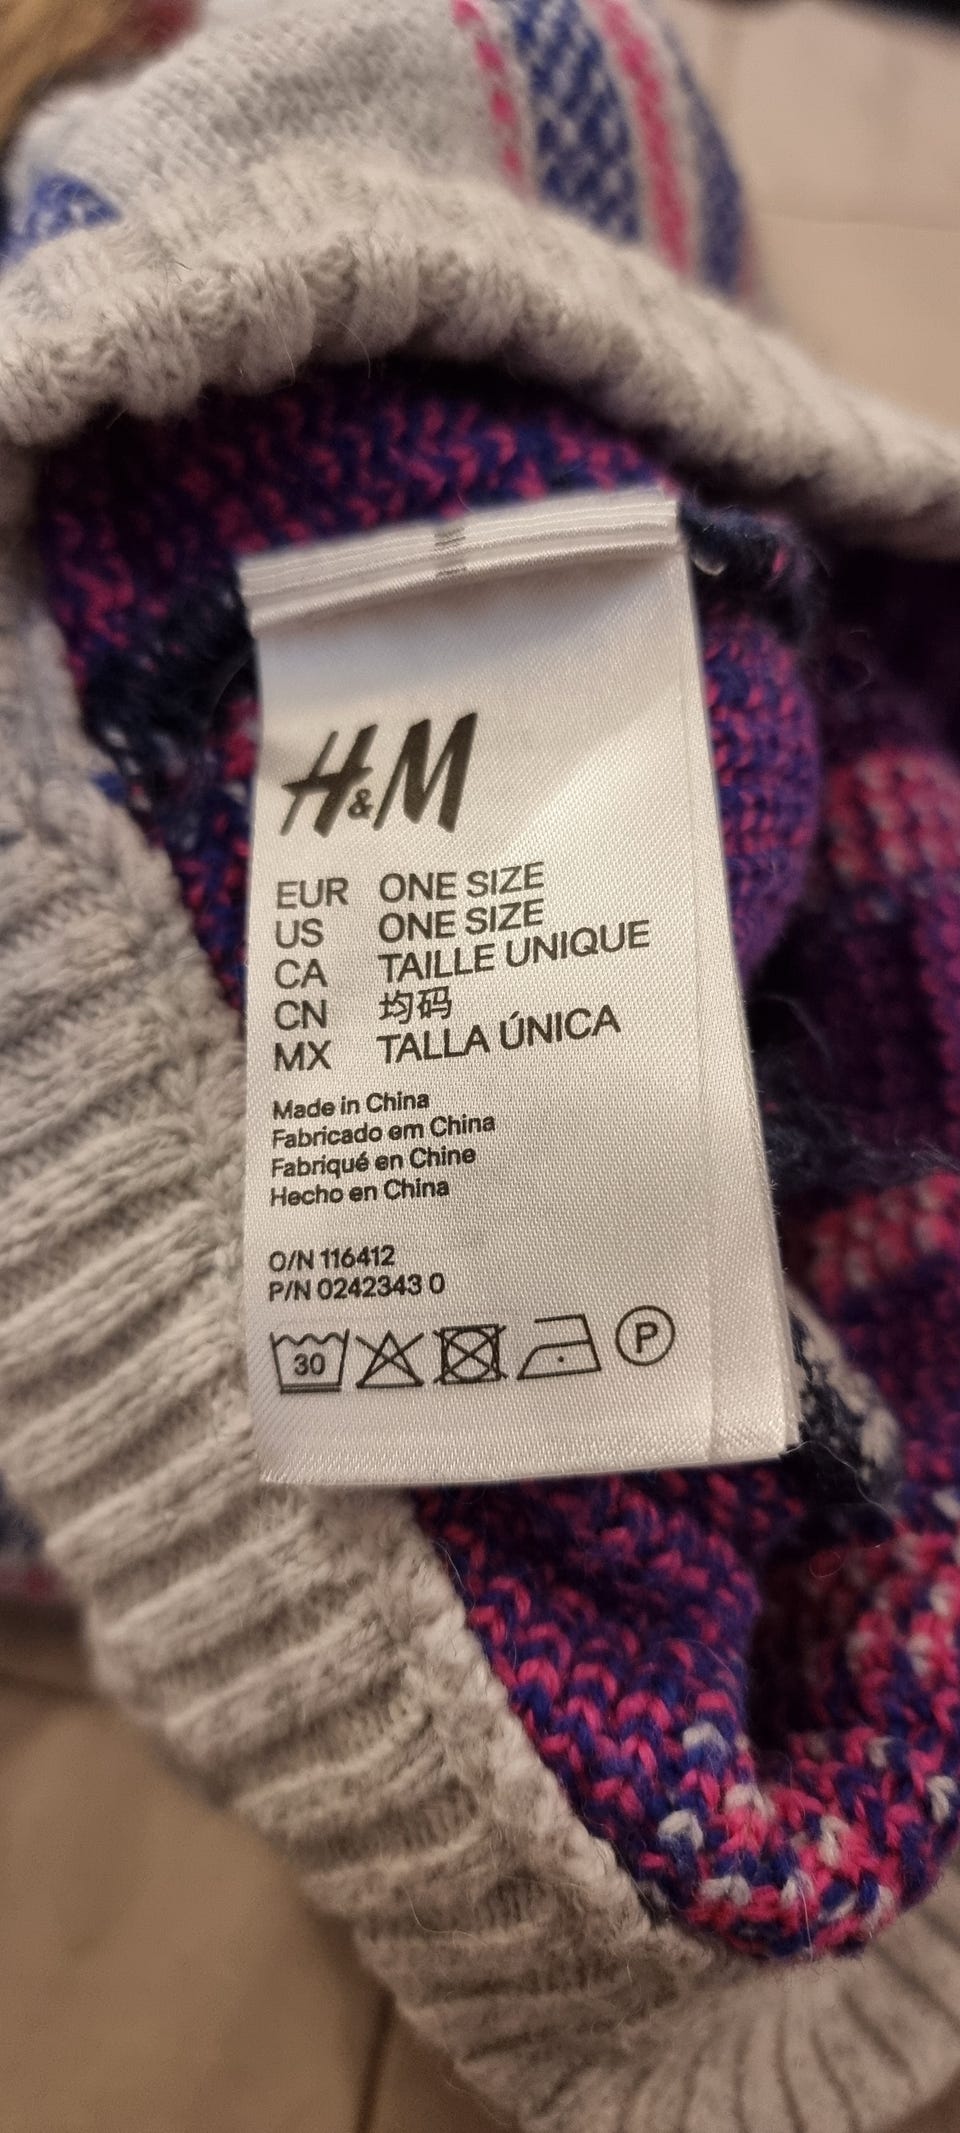 H&M
EUR ONE SIZE
US ONE SIZE
CA TAILLE UNIQUE
CN 均码
MX TALLA ÚNICA
Made in China
Fabricado em China
Fabriqué en Chine
Hecho en China
O/N 116412
P/N 0242343 0
30 P